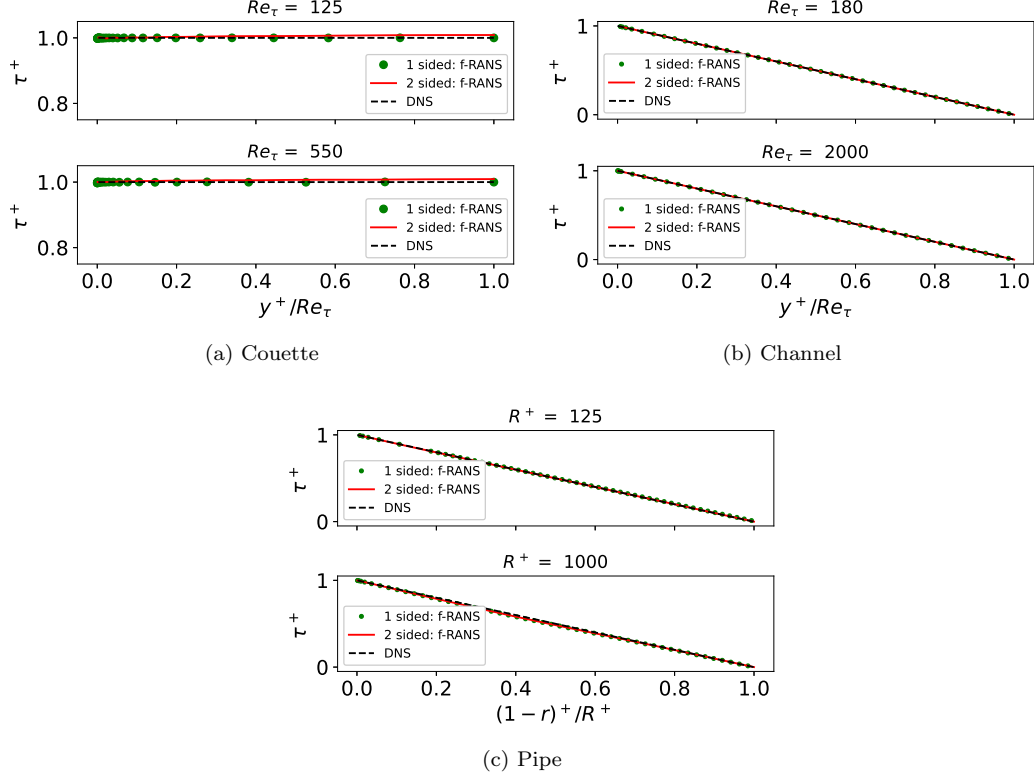 Re_τ = 125
τ⁺
1.0
0.8
1 sided: f-RANS
2 sided: f-RANS
DNS
Re_τ = 550
τ⁺
1.0
0.8
1 sided: f-RANS
2 sided: f-RANS
DNS
0.0 0.2 0.4 0.6 0.8 1.0
y⁺/Re_τ
(a) Couette
Re_τ = 180
τ⁺
1
0
1 sided: f-RANS
2 sided: f-RANS
DNS
Re_τ = 2000
τ⁺
1
0
1 sided: f-RANS
2 sided: f-RANS
DNS
0.0 0.2 0.4 0.6 0.8 1.0
y⁺/Re_τ
(b) Channel
R⁺ = 125
τ⁺
1
0
1 sided: f-RANS
2 sided: f-RANS
DNS
R⁺ = 1000
τ⁺
1
0
1 sided: f-RANS
2 sided: f-RANS
DNS
0.0 0.2 0.4 0.6 0.8 1.0
(1 − r)⁺/R⁺
(c) Pipe